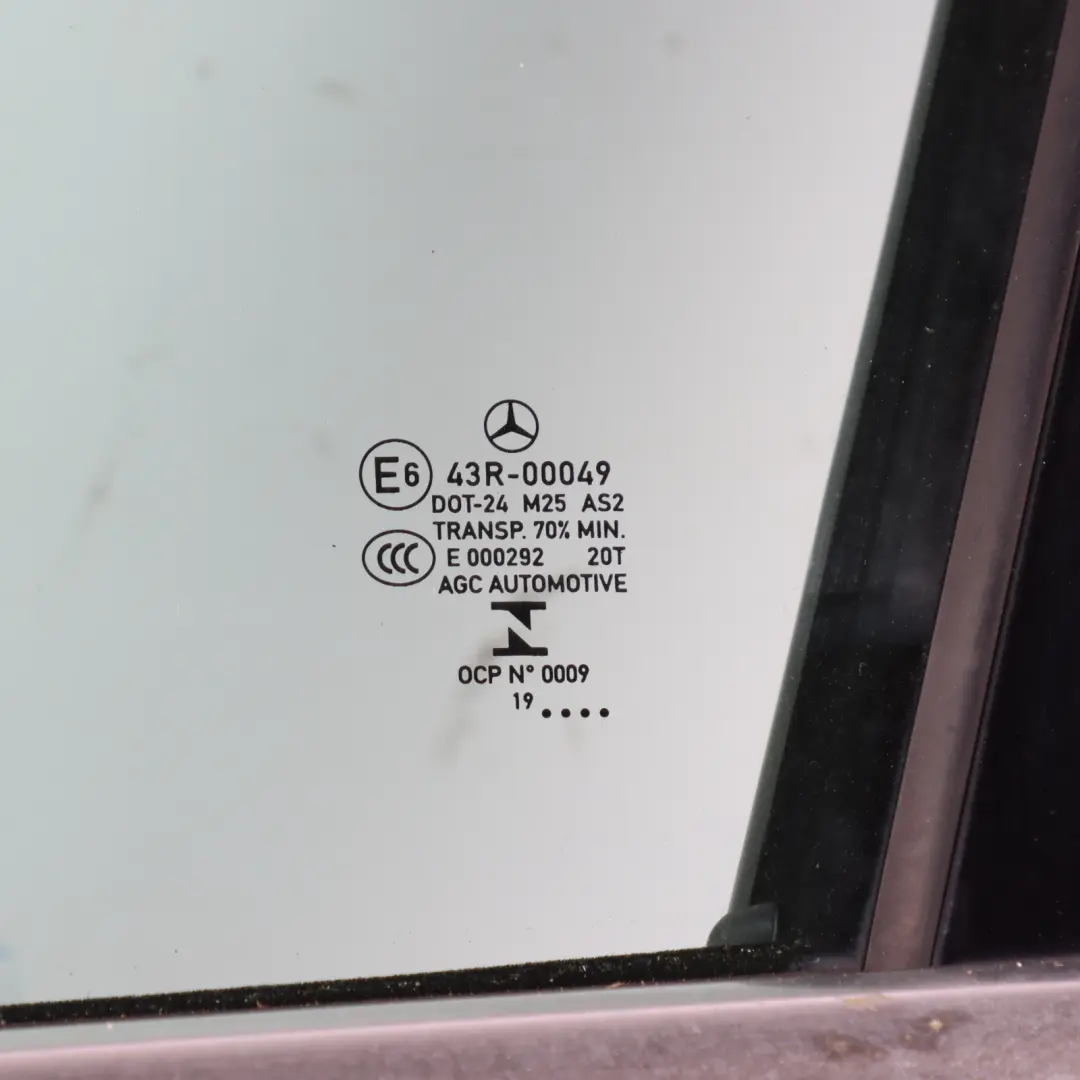 E6 43R-00049
DOT-24 M25 AS2
TRANSP. 70% MIN.
CCC E 000292 20T
AGC AUTOMOTIVE
N
OCP N° 0009
19 ....